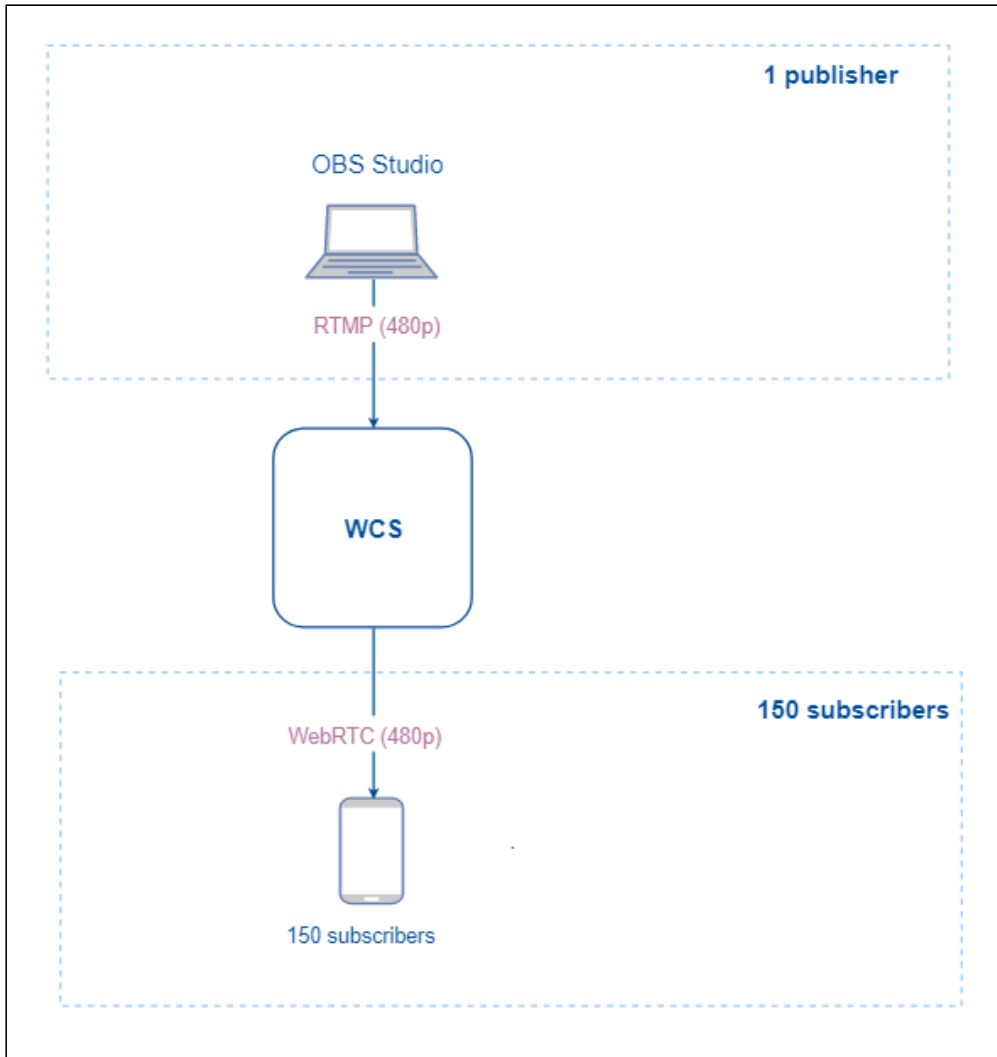 1 publisher
OBS Studio
RTMP (480p)
WCS
150 subscribers
WebRTC (480p)
150 subscribers